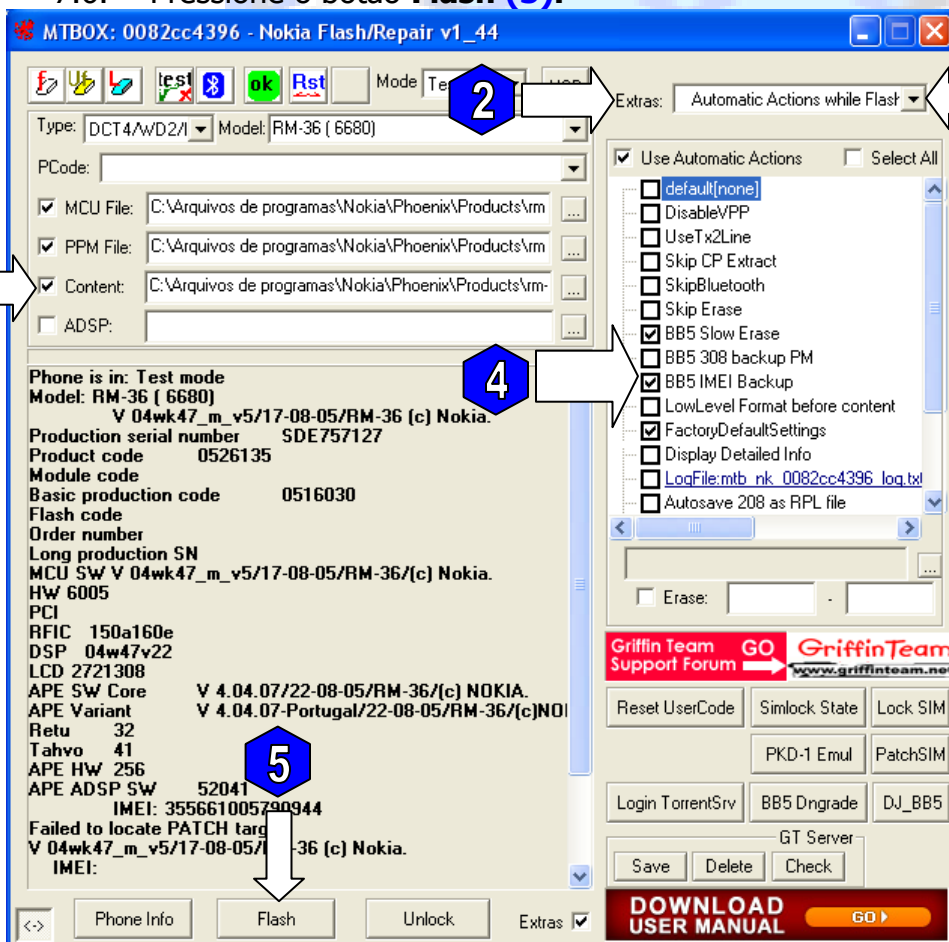 7.6. Pressione o botão Flash (5).
MTBOX: 0082cc4396 - Nokia Flash/Repair v1_44
test ok Rst Mode
2
Extras: Automatic Actions while Flash
Type: DCT4/WD2/I Model: RM-36 ( 6680)
PCode:
MCU File: C:\Arquivos de programas\Nokia\Phoenix\Products\rm ...
PPM File: C:\Arquivos de programas\Nokia\Phoenix\Products\rm ...
Content: C:\Arquivos de programas\Nokia\Phoenix\Products\rm- ...
ADSP: ...
Use Automatic Actions Select All
default[none]
DisableVPP
UseTx2Line
Skip CP Extract
SkipBluetooth
Skip Erase
BB5 Slow Erase
BB5 308 backup PM
BB5 IMEI Backup
LowLevel Format before content
FactoryDefaultSettings
Display Detailed Info
LogFile:mtb_nk_0082cc4396_log.txt
Autosave 208 as RPL file
4
...
Erase: -
Phone is in: Test mode
Model: RM-36 ( 6680)
V 04wk47_m_v5/17-08-05/RM-36 (c) Nokia.
Production serial number SDE757127
Product code 0526135
Module code
Basic production code 0516030
Flash code
Order number
Long production SN
MCU SW V 04wk47_m_v5/17-08-05/RM-36/(c) Nokia.
HW 6005
PCI
RFIC 150a160e
DSP 04w47v22
LCD 2721308
APE SW Core V 4.04.07/22-08-05/RM-36/(c) NOKIA.
APE Variant V 4.04.07-Portugal/22-08-05/RM-36/(c)NOI
Retu 32
Tahvo 41
APE HW 256
APE ADSP SW 52041
IMEI: 355661005790944
Failed to locate PATCH
V 04wk47_m_v5/17-08-05/ -36 (c) Nokia.
IMEI:
5
Griffin Team GO GriffinTeam
Support Forum www.griffinteam.ne
Reset UserCode Simlock State Lock SIM
PKD-1 Emul PatchSIM
Login TorrentSrv BB5 Dngrade DJ_BB5
GT Server
Save Delete Check
<-> Phone Info Flash Unlock Extras
DOWNLOAD
USER MANUAL GO